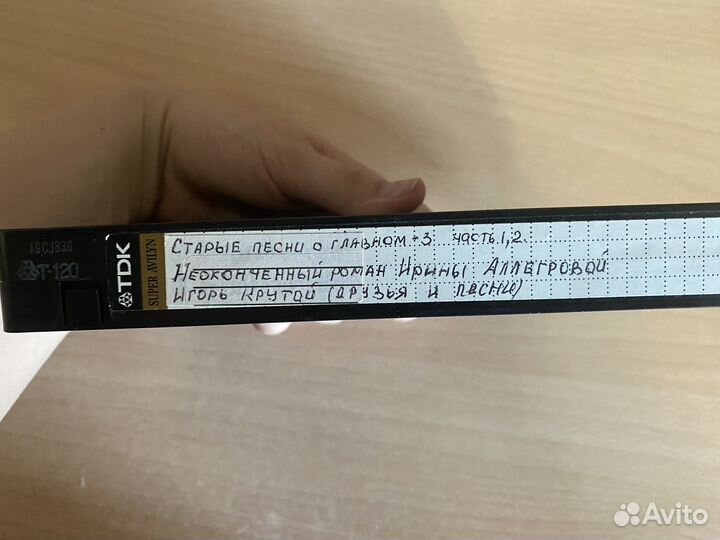 AGCJ830
T-120
TDK
SUPER AVILYN
СТАРЫЕ ПЕСНИ О ГЛАВНОМ-3 ЧАСТЬ 1,2.
НЕОКОНЧЕННЫЙ РОМАН ИРИНЫ АЛЛЕГРОВОЙ
ИГОРЬ КРУТОЙ (ДРУЗЬЯ И ПЕСНИ)
Avito